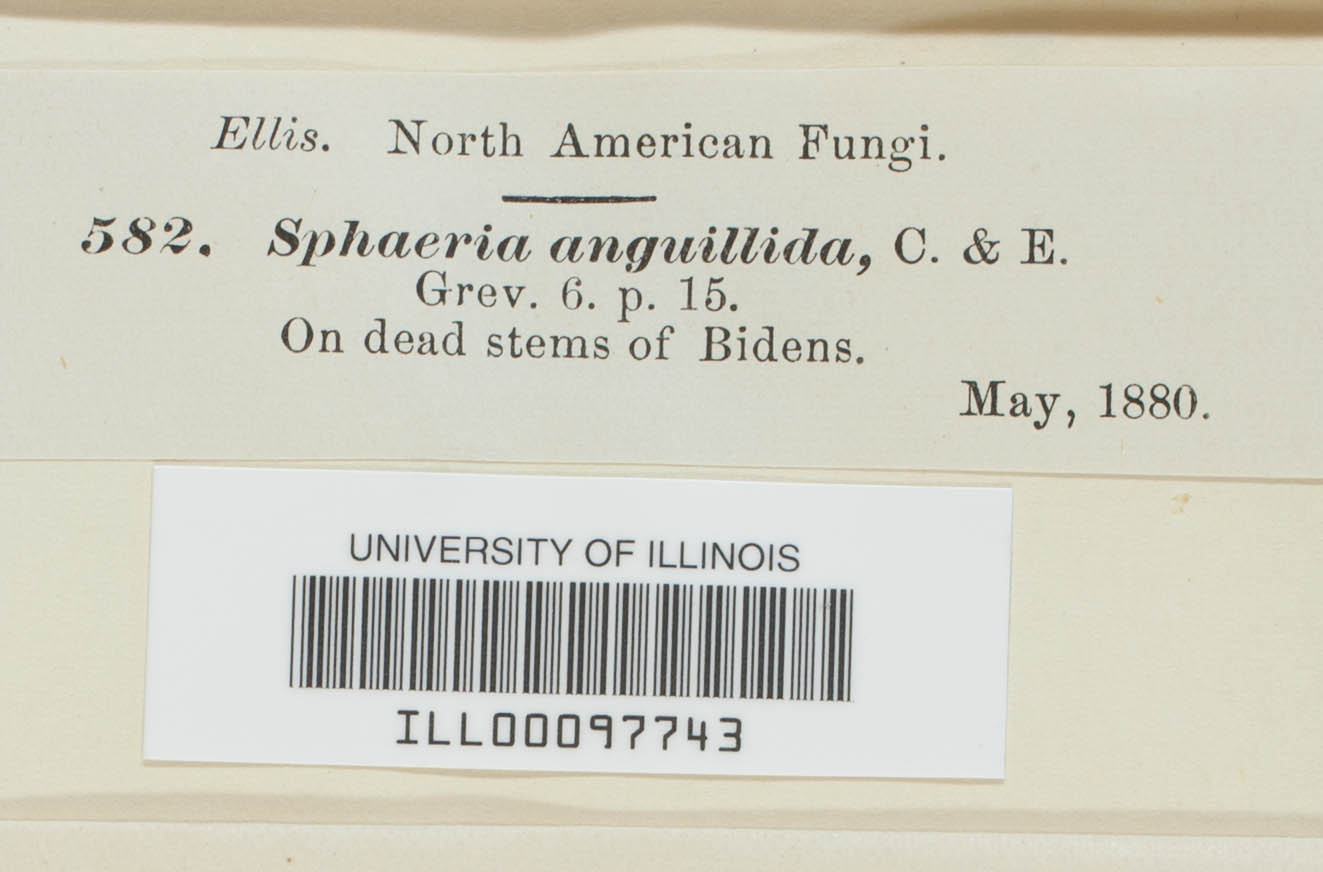 Ellis. North American Fungi.
582. Sphaeria anguillida, C. & E.
Grev. 6. p. 15.
On dead stems of Bidens.
May, 1880.
UNIVERSITY OF ILLINOIS
ILL00097743